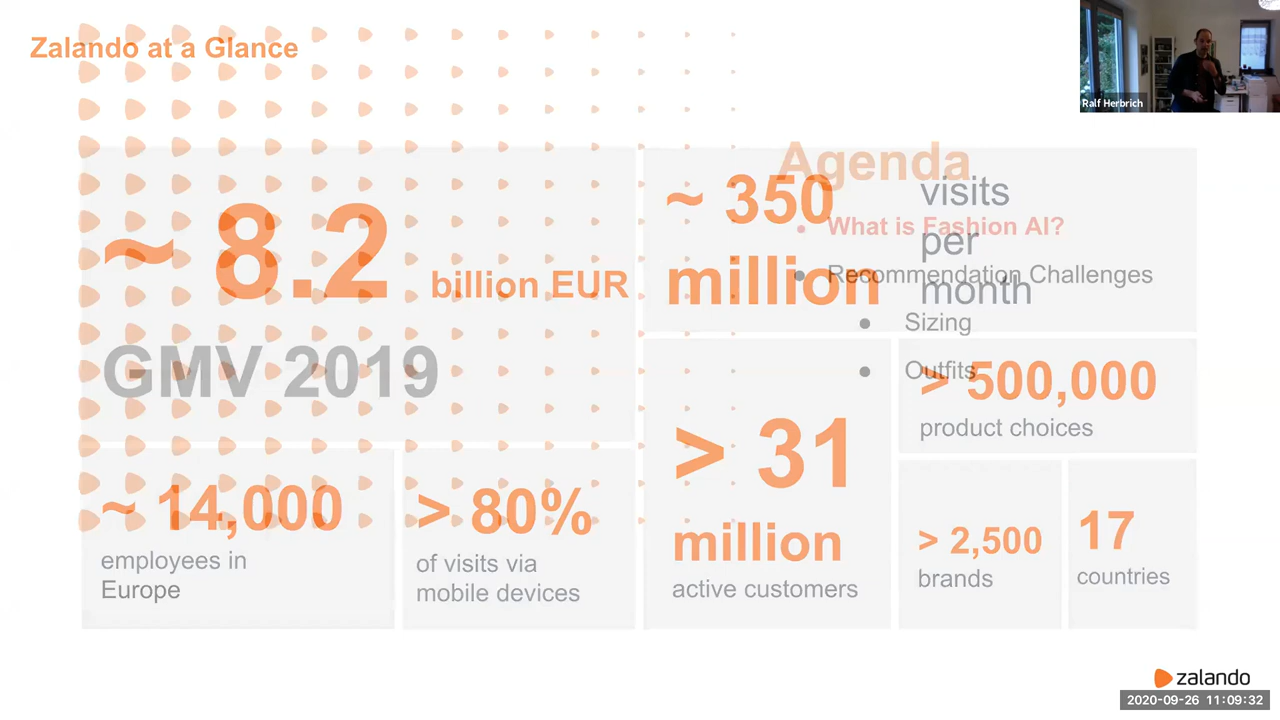 Zalando at a Glance
Ralf Herbrich
~ 8.2 billion EUR
GMV 2019
~ 350
million
visits
per
month
Agenda
What is Fashion AI?
Recommendation Challenges
Sizing
Outfits
> 500,000
product choices
> 31
million
active customers
~ 14,000
employees in
Europe
> 80%
of visits via
mobile devices
> 2,500
brands
17
countries
zalando
2020-09-26 11:09:32